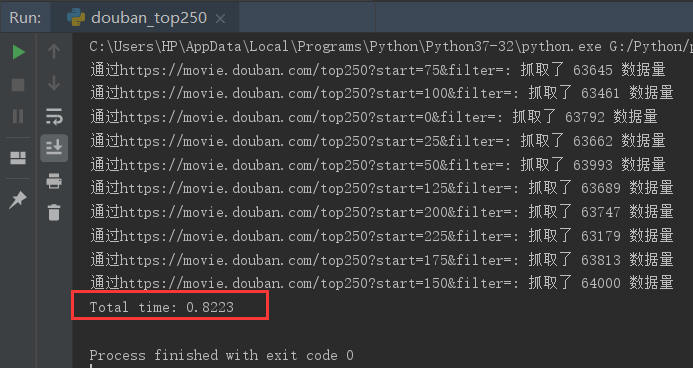 Run: douban_top250 ×
C:\Users\HP\AppData\Local\Programs\Python\Python37-32\python.exe G:/Python/
通过https://movie.douban.com/top250?start=75&filter=: 抓取了 63645 数据量
通过https://movie.douban.com/top250?start=100&filter=: 抓取了 63461 数据量
通过https://movie.douban.com/top250?start=0&filter=: 抓取了 63792 数据量
通过https://movie.douban.com/top250?start=25&filter=: 抓取了 63662 数据量
通过https://movie.douban.com/top250?start=50&filter=: 抓取了 63993 数据量
通过https://movie.douban.com/top250?start=125&filter=: 抓取了 63689 数据量
通过https://movie.douban.com/top250?start=200&filter=: 抓取了 63747 数据量
通过https://movie.douban.com/top250?start=225&filter=: 抓取了 63179 数据量
通过https://movie.douban.com/top250?start=175&filter=: 抓取了 63813 数据量
通过https://movie.douban.com/top250?start=150&filter=: 抓取了 64000 数据量
Total time: 0.8223
Process finished with exit code 0